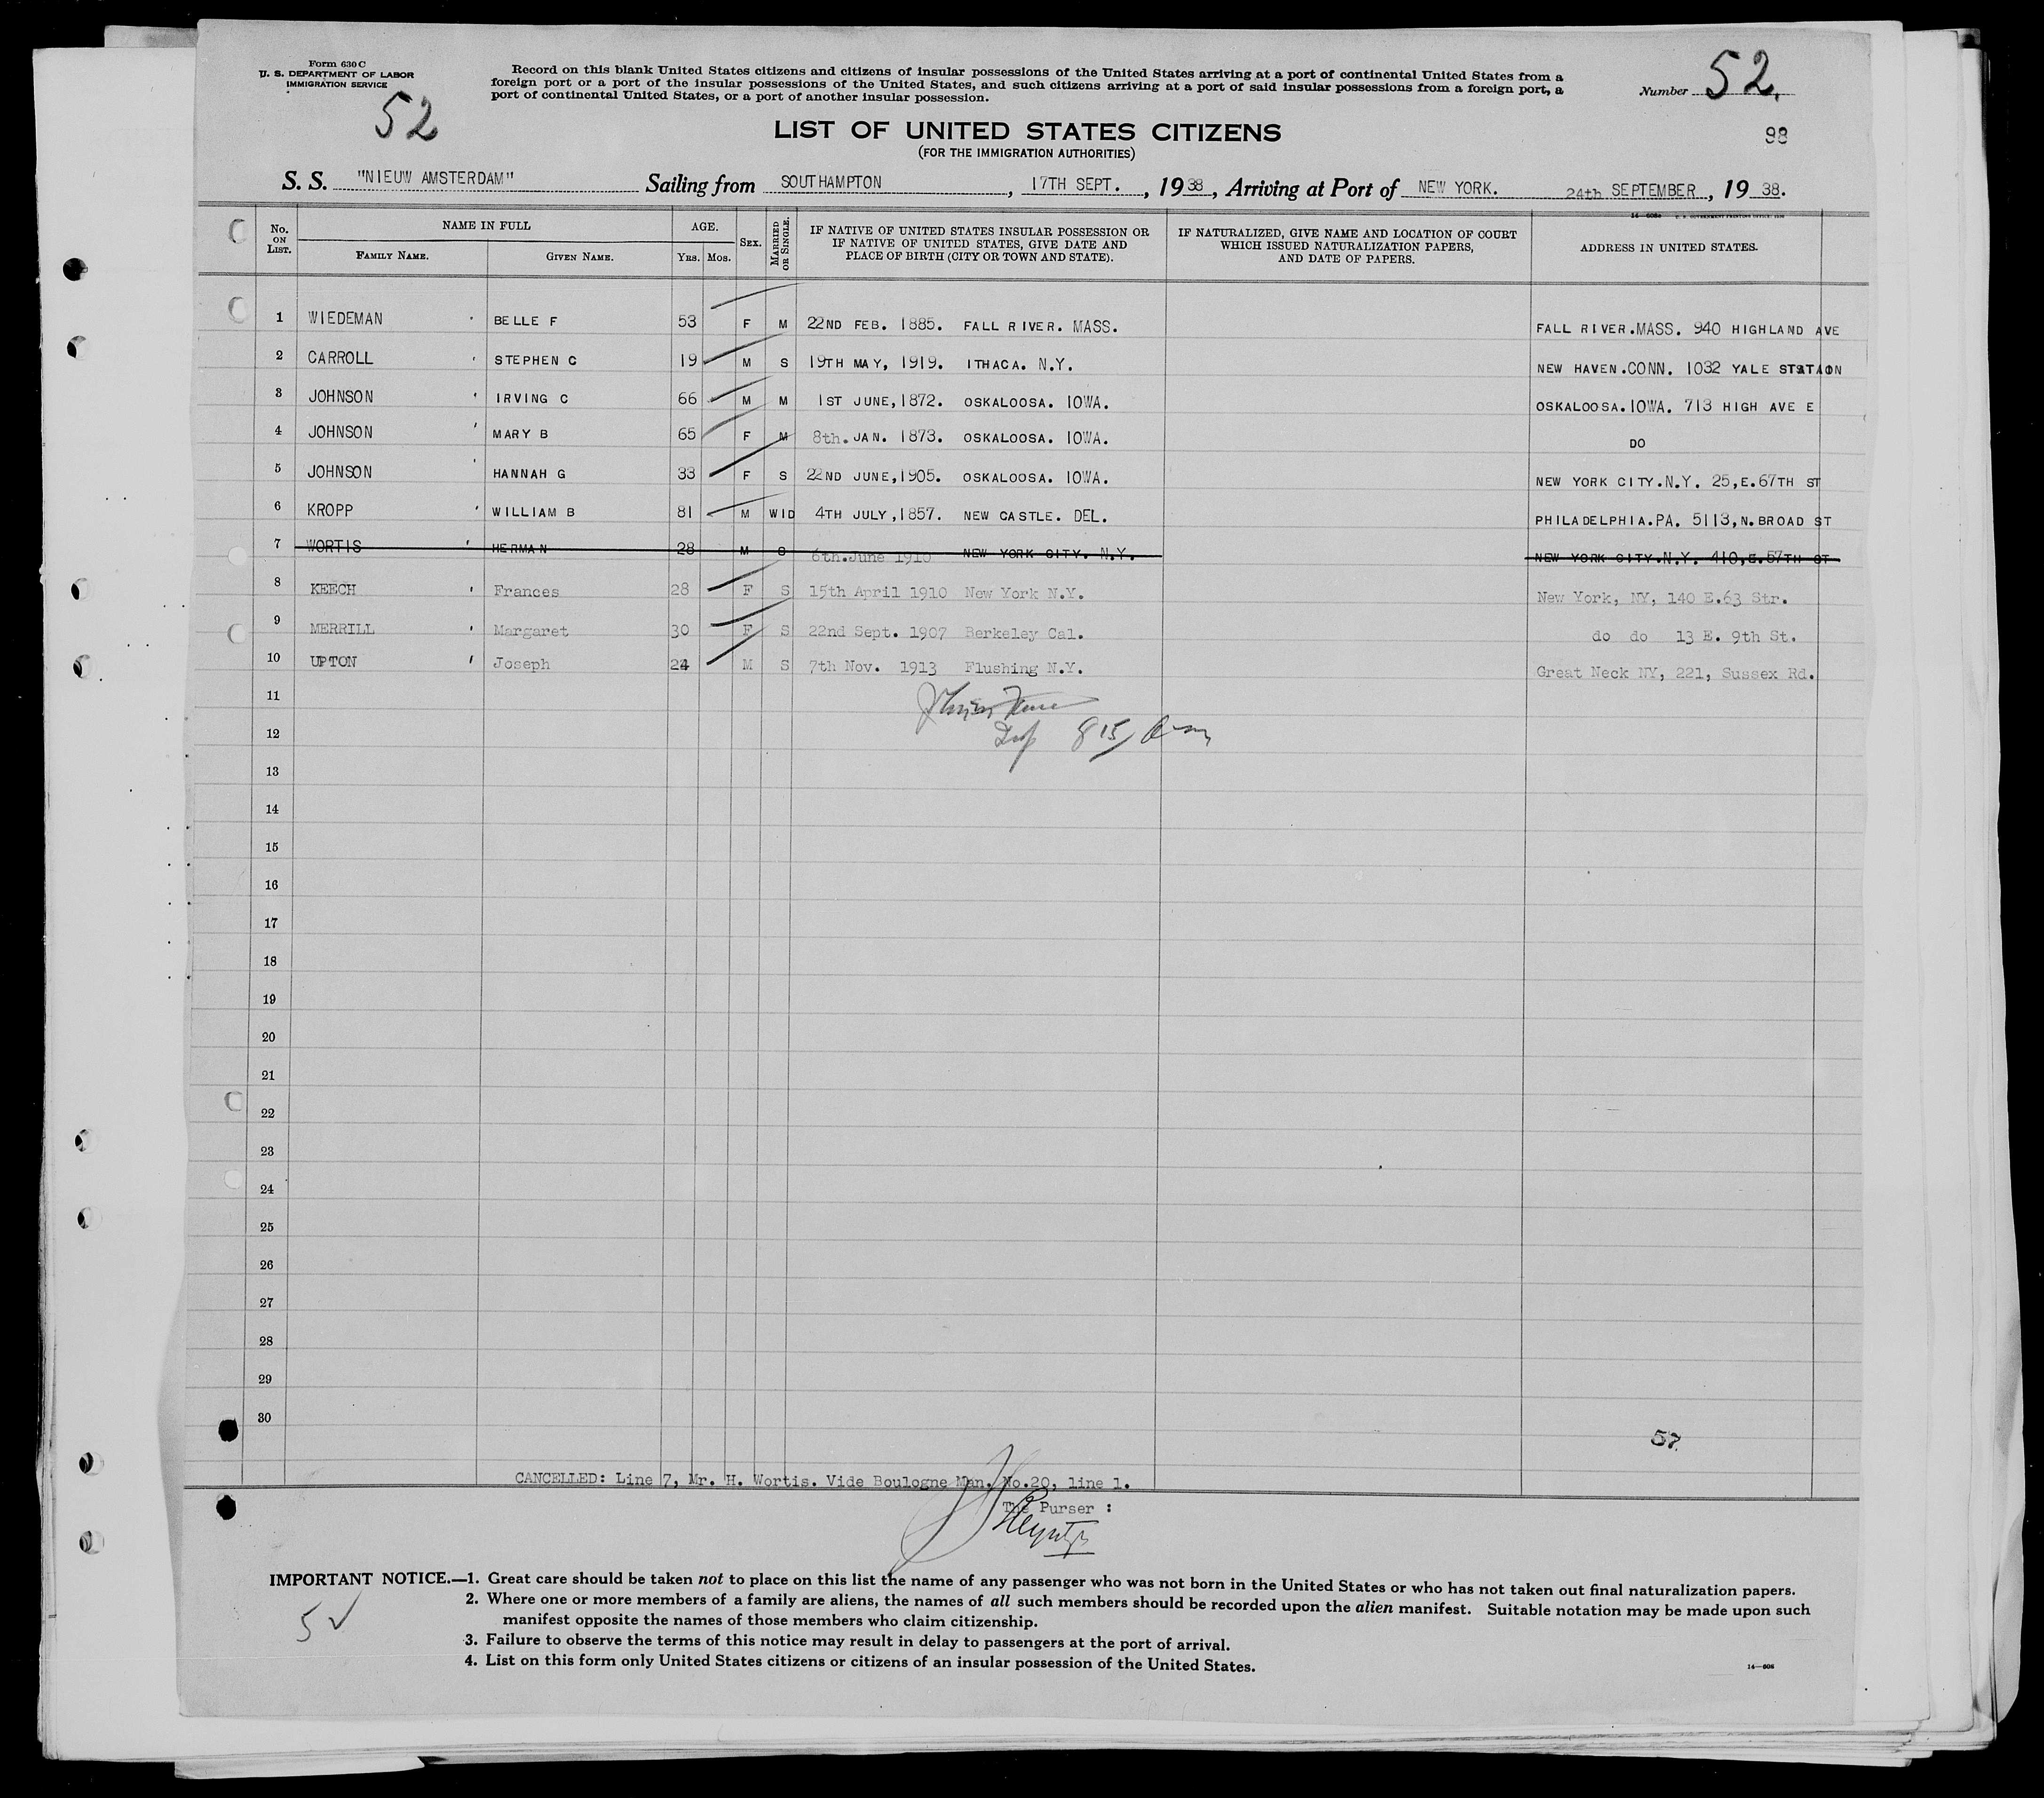 Form 630 C
U. S. DEPARTMENT OF LABOR
IMMIGRATION SERVICE
52
Record on this blank United States citizens and citizens of insular possessions of the United States arriving at a port of continental United States from a
foreign port or a port of the insular possessions of the United States, and such citizens arriving at a port of said insular possessions from a foreign port, a
port of continental United States, or a port of another insular possession.
Number 52.
LIST OF UNITED STATES CITIZENS
(FOR THE IMMIGRATION AUTHORITIES)
98
S. S. "NIEUW AMSTERDAM" Sailing from SOUTHAMPTON, 17TH SEPT., 1938, Arriving at Port of NEW YORK. 24th SEPTEMBER, 1938.
No. ON LIST. NAME IN FULL FAMILY NAME. GIVEN NAME. AGE. YRS. MOS. SEX. MARRIED OR SINGLE. IF NATIVE OF UNITED STATES INSULAR POSSESSION OR IF NATIVE OF UNITED STATES, GIVE DATE AND PLACE OF BIRTH (CITY OR TOWN AND STATE). IF NATURALIZED, GIVE NAME AND LOCATION OF COURT WHICH ISSUED NATURALIZATION PAPERS, AND DATE OF PAPERS. ADDRESS IN UNITED STATES.
1 WIEDEMAN BELLE F 53 F M 22ND FEB. 1885. FALL RIVER. MASS. FALL RIVER.MASS. 940 HIGHLAND AVE
2 CARROLL STEPHEN C 19 M S 19TH MAY, 1919. ITHACA. N.Y. NEW HAVEN.CONN. 1032 YALE STATION
3 JOHNSON IRVING C 66 M M 1ST JUNE,1872. OSKALOOSA. IOWA. OSKALOOSA.IOWA. 713 HIGH AVE E
4 JOHNSON MARY B 65 F M 8th. JAN. 1873. OSKALOOSA. IOWA. DO
5 JOHNSON HANNAH G 33 F S 22ND JUNE,1905. OSKALOOSA. IOWA. NEW YORK CITY.N.Y. 25,E.67TH ST
6 KROPP WILLIAM B 81 M WID 4TH JULY,1857. NEW CASTLE. DEL. PHILADELPHIA.PA. 5113,N.BROAD ST
7 WORTIS HERMAN 28 M S 6th.June 1910 NEW YORK CITY. N.Y. NEW YORK CITY.N.Y. 410,E.57TH ST
8 KEECH Frances 28 F S 15th April 1910 New York N.Y. New York, NY, 140 E.63 Str.
9 MERRILL Margaret 30 F S 22nd Sept. 1907 Berkeley Cal. do do 13 E. 9th St.
10 UPTON Joseph 24 M S 7th Nov. 1913 Flushing N.Y. Great Neck NY, 221, Sussex Rd.
11
12 8 15
13
14
15
16
17
18
19
20
21
22
23
24
25
26
27
28
29
30
57
CANCELLED: Line 7, Mr. H. Wortis. Vide Boulogne Man. No.20, line 1.
The Purser :
IMPORTANT NOTICE.—1. Great care should be taken not to place on this list the name of any passenger who was not born in the United States or who has not taken out final naturalization papers.
2. Where one or more members of a family are aliens, the names of all such members should be recorded upon the alien manifest. Suitable notation may be made upon such
manifest opposite the names of those members who claim citizenship.
3. Failure to observe the terms of this notice may result in delay to passengers at the port of arrival.
4. List on this form only United States citizens or citizens of an insular possession of the United States.
14—608